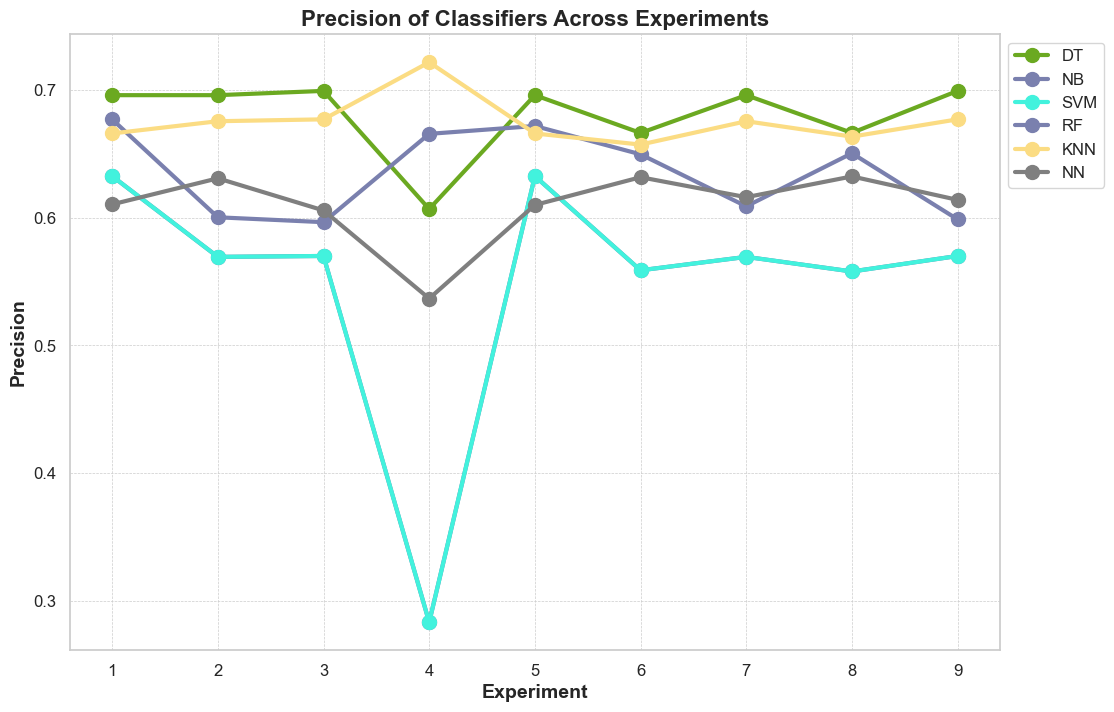 Precision of Classifiers Across Experiments
DT
NB
SVM
RF
KNN
NN
0.7
0.6
0.5
0.4
0.3
Precision
1 2 3 4 5 6 7 8 9
Experiment